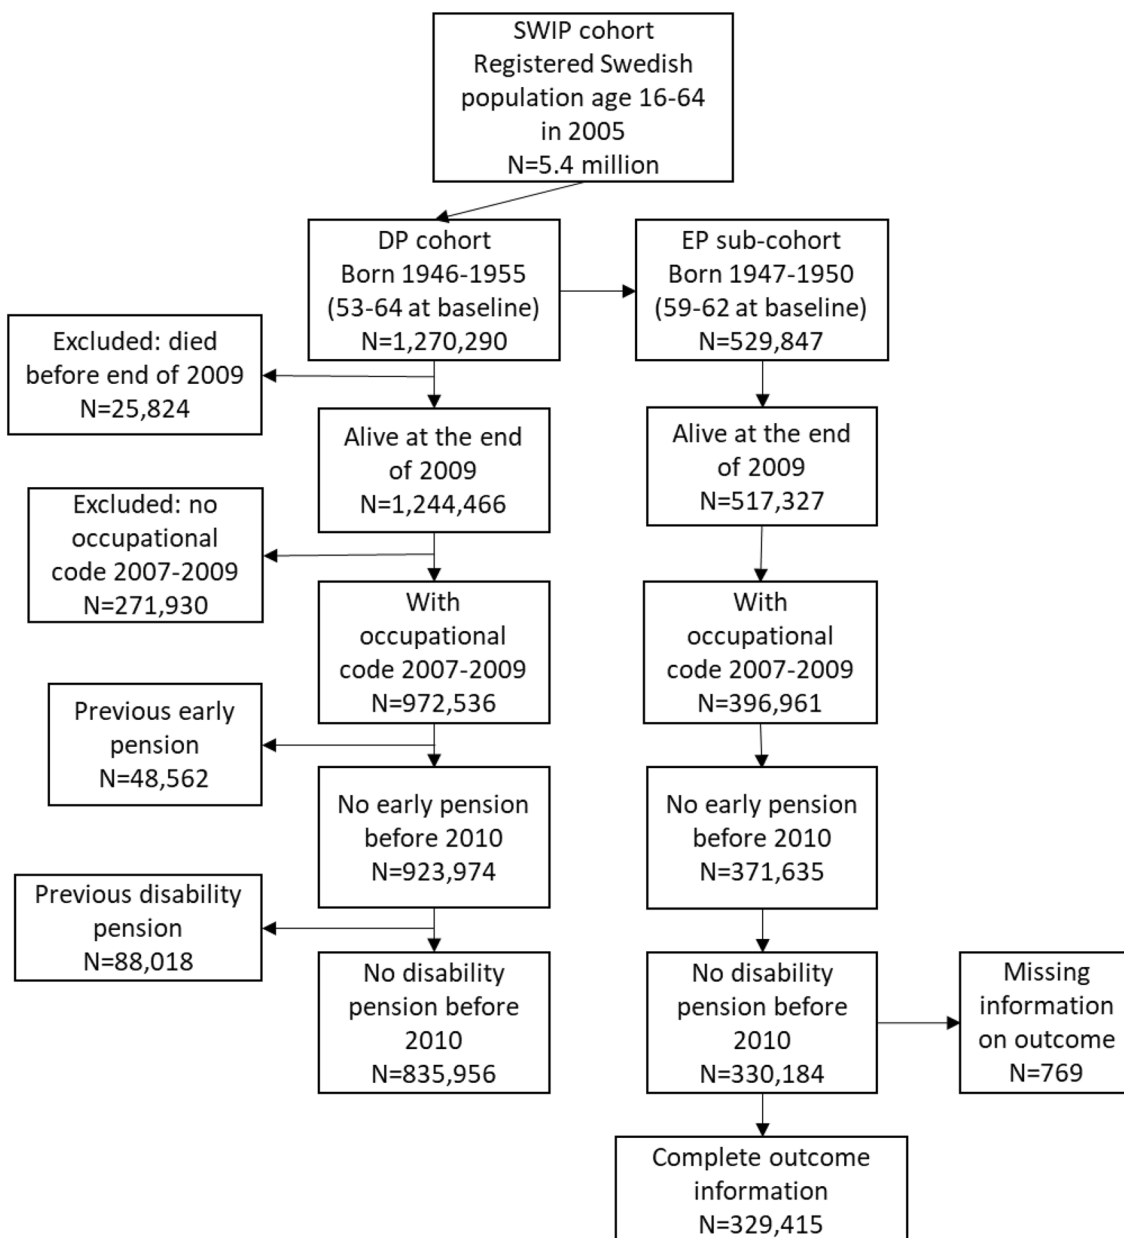 SWIP cohort
Registered Swedish
population age 16-64
in 2005
N=5.4 million
DP cohort
Born 1946-1955
(53-64 at baseline)
N=1,270,290
EP sub-cohort
Born 1947-1950
(59-62 at baseline)
N=529,847
Excluded: died
before end of 2009
N=25,824
Alive at the end
of 2009
N=1,244,466
Alive at the end
of 2009
N=517,327
Excluded: no
occupational
code 2007-2009
N=271,930
With
occupational
code 2007-2009
N=972,536
With
occupational
code 2007-2009
N=396,961
Previous early
pension
N=48,562
No early pension
before 2010
N=923,974
No early pension
before 2010
N=371,635
Previous disability
pension
N=88,018
No disability
pension before
2010
N=835,956
No disability
pension before
2010
N=330,184
Missing
information
on outcome
N=769
Complete outcome
information
N=329,415